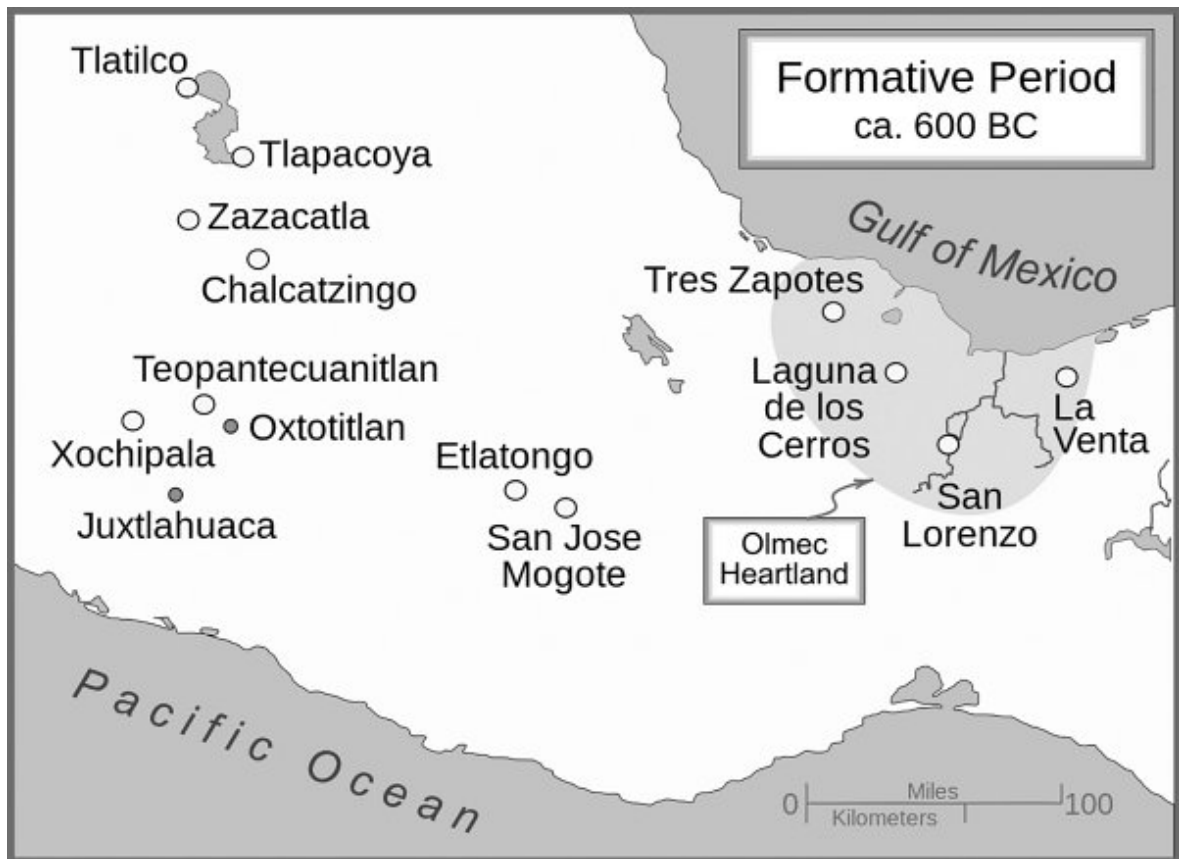 Tlatilco
Formative Period
ca. 600 BC
Tlapacoya
Zazacatla
Gulf of Mexico
Chalcatzingo
Tres Zapotes
Teopantecuanitlan
Laguna
de los
Cerros
La
Venta
Oxtotitlan
Xochipala
Etlatongo
Juxtlahuaca
San
Lorenzo
San Jose
Mogote
Olmec
Heartland
Pacific Ocean
0 Miles 100
Kilometers